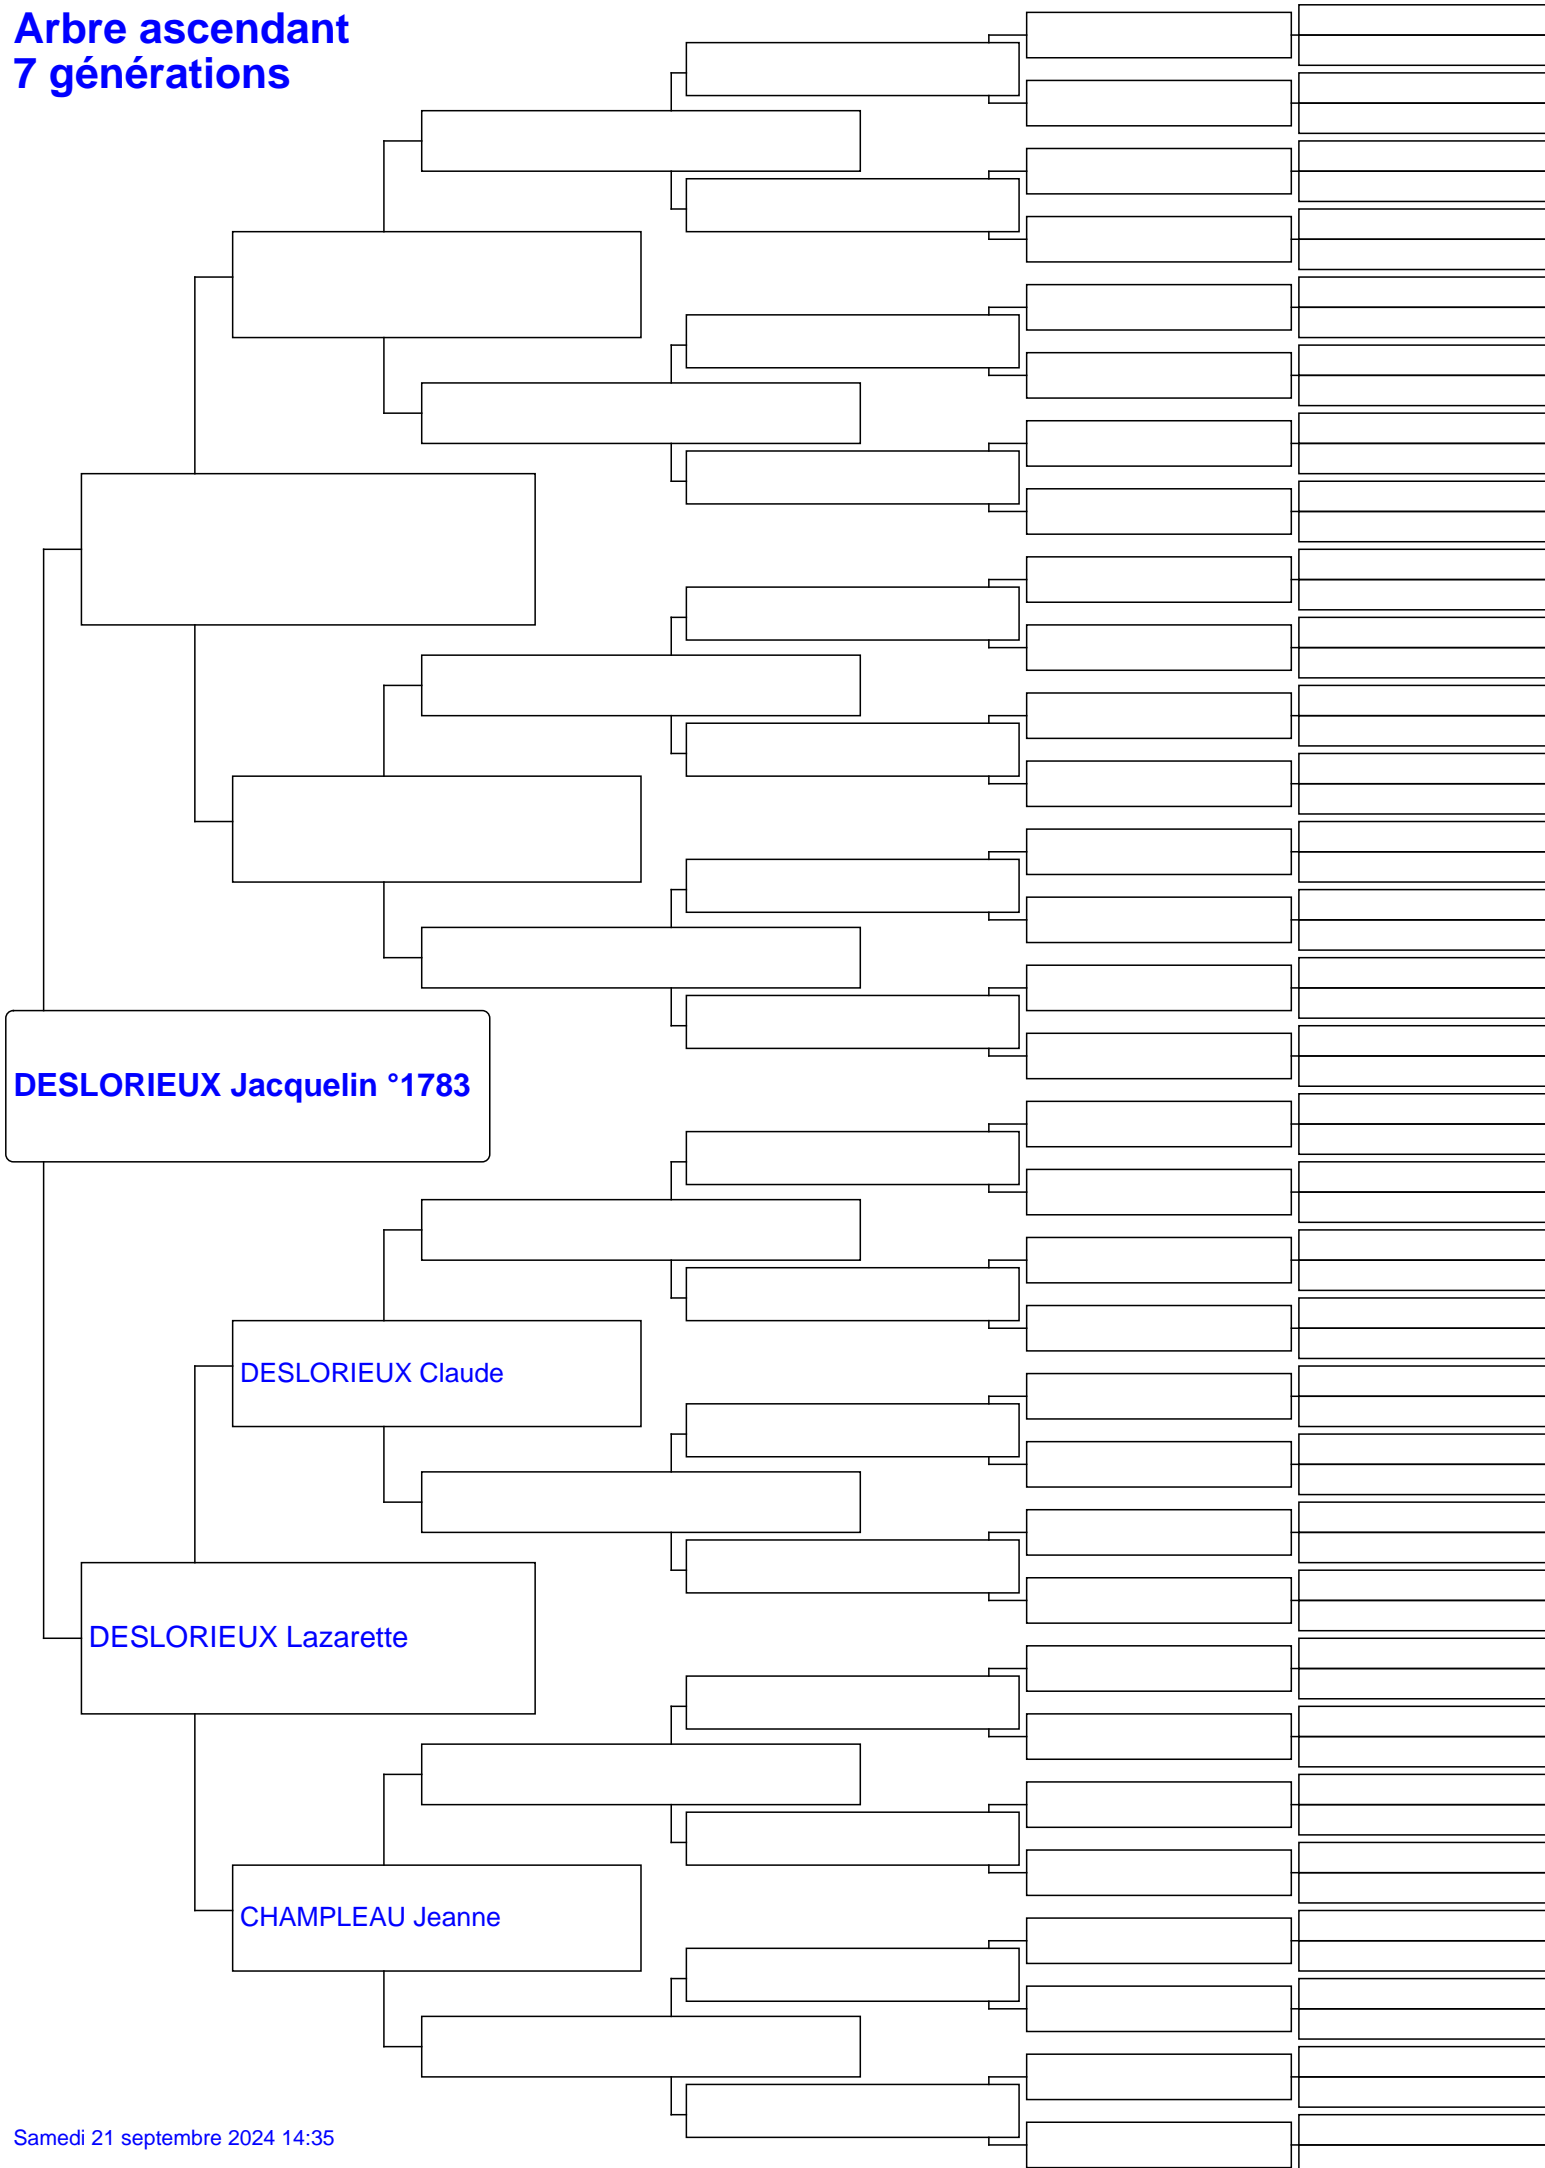 Arbre ascendant
7 générations
DESLORIEUX Jacquelin °1783
DESLORIEUX Claude
DESLORIEUX Lazarette
CHAMPLEAU Jeanne
Samedi 21 septembre 2024 14:35